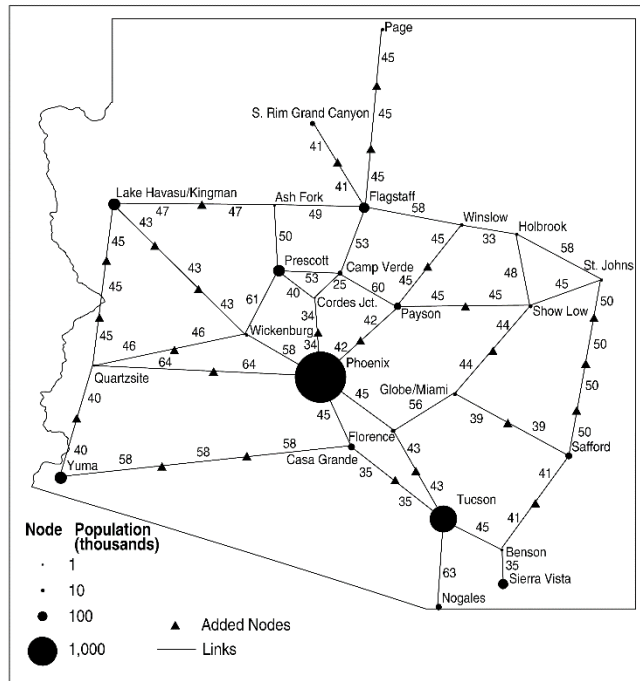 Page
45
45
S. Rim Grand Canyon
41
41
45
Lake Havasu/Kingman
Ash Fork
Flagstaff
58
Winslow
47
47
49
33
Holbrook
43
45
50
53
45
58
St. Johns
43
Prescott
53
Camp Verde
48
45
25
60
45
45
45
50
45
61
40
Cordes Jct.
Payson
Show Low
43
34
42
44
50
46
Wickenburg
42
45
46
58
34
64
64
Phoenix
44
50
Quartzsite
45
Globe/Miami
40
56
39
45
39
50
40
58
58
58
Florence
Yuma
Casa Grande
43
Safford
35
43
41
35
Tucson
45
41
Node Population
(thousands)
Benson
1
63
35
10
Sierra Vista
Nogales
100
Added Nodes
1,000
Links